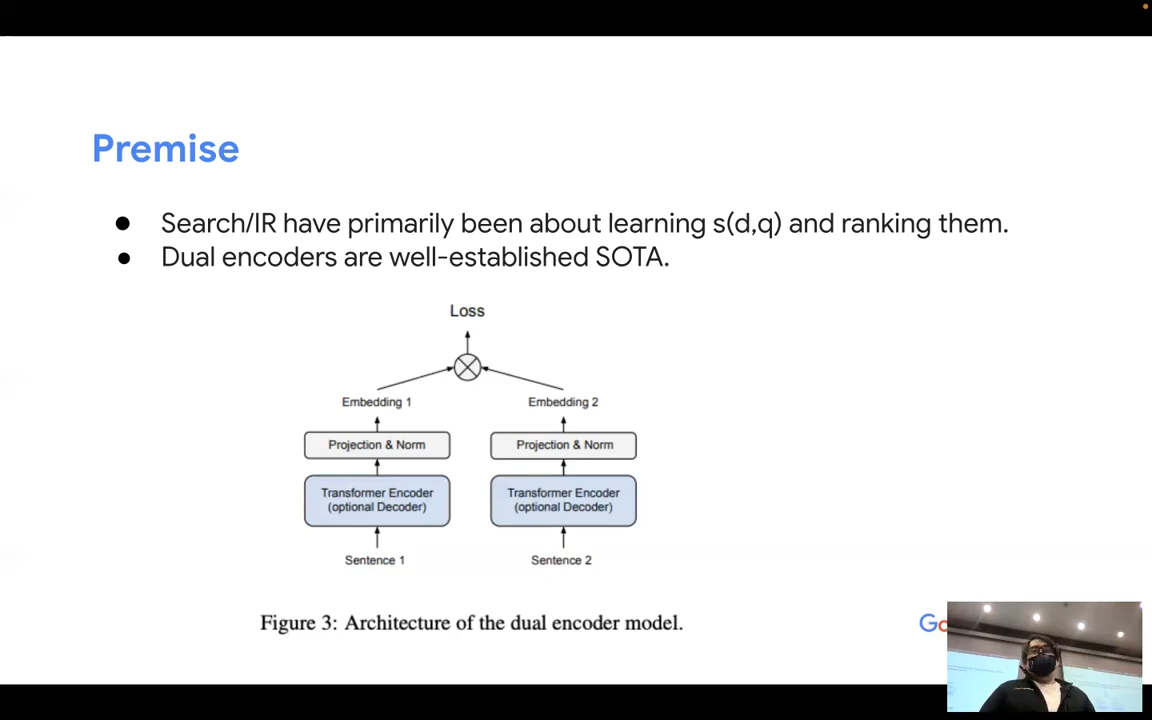 Premise
● Search/IR have primarily been about learning s(d,q) and ranking them.
● Dual encoders are well-established SOTA.
Loss
Embedding 1
Embedding 2
Projection & Norm
Projection & Norm
Transformer Encoder
(optional Decoder)
Transformer Encoder
(optional Decoder)
Sentence 1
Sentence 2
Figure 3: Architecture of the dual encoder model.
Go